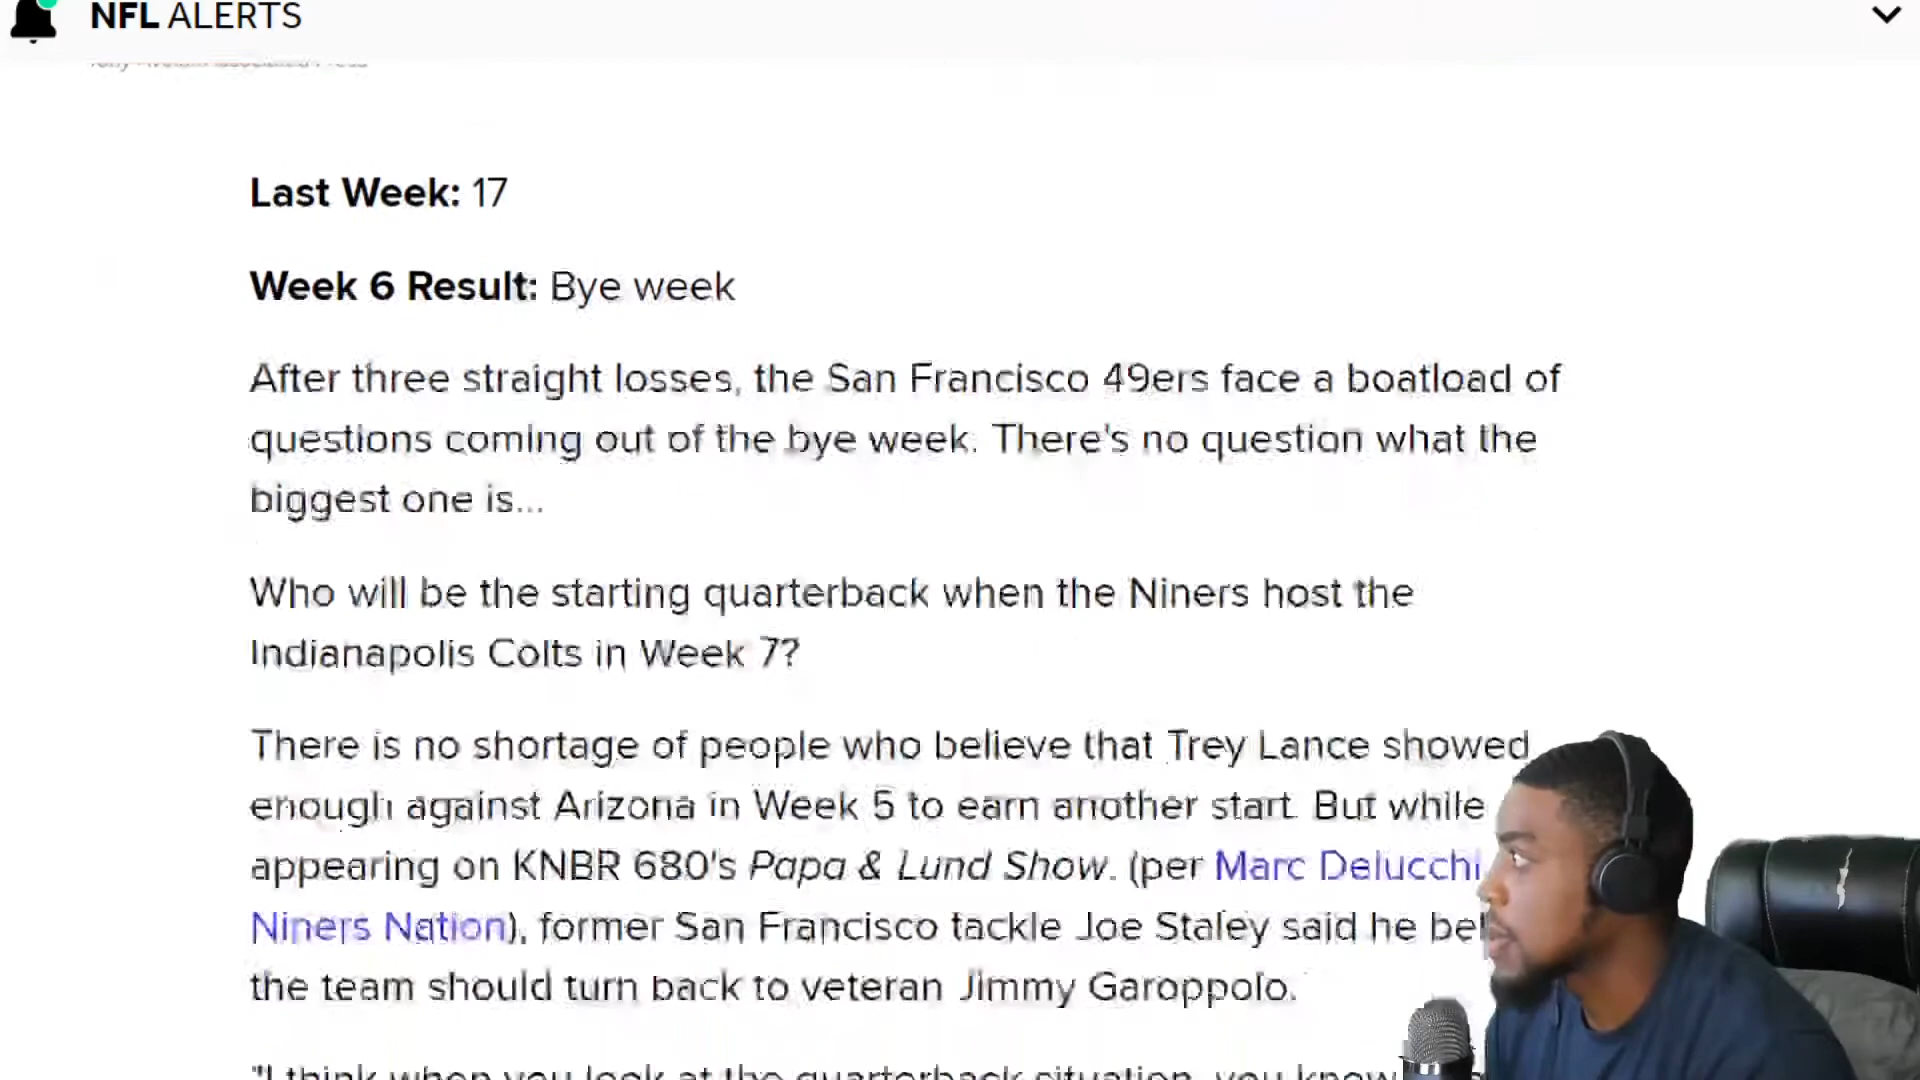 NFL ALERTS
Last Week: 17
Week 6 Result: Bye week
After three straight losses, the San Francisco 49ers face a boatload of
questions coming out of the bye week. There's no question what the
biggest one is...
Who will be the starting quarterback when the Niners host the
Indianapolis Colts in Week 7?
There is no shortage of people who believe that Trey Lance showed
enough against Arizona in Week 5 to earn another start. But while
appearing on KNBR 680's Papa & Lund Show. (per Marc Delucchi
Niners Nation), former San Francisco tackle Joe Staley said he
the team should turn back to veteran Jimmy Garoppolo.
"I think when you look at the quarterback situation, you know